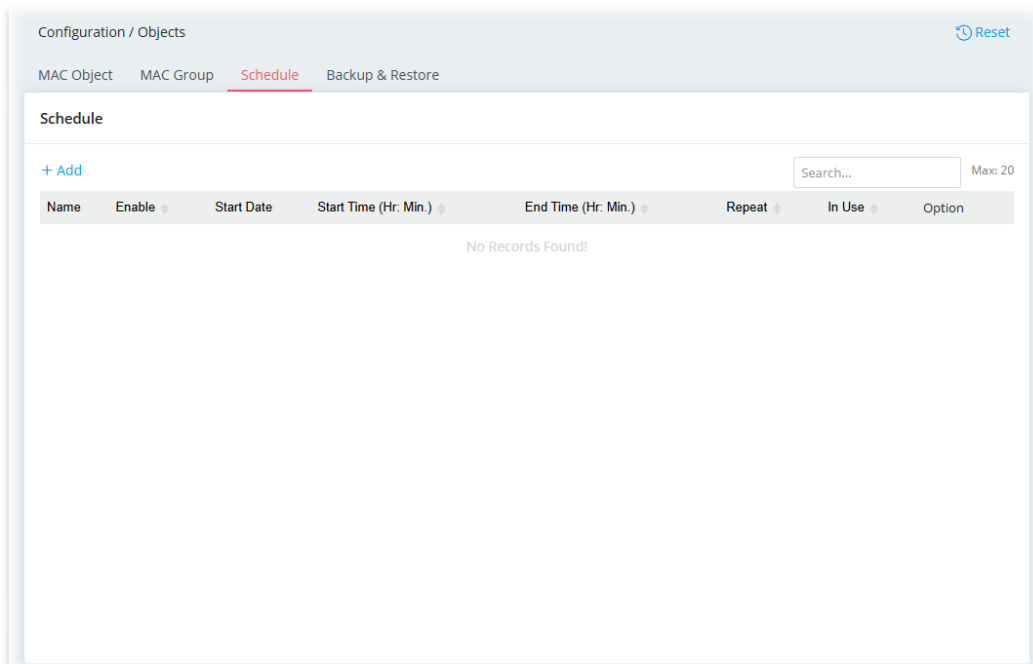 Configuration / Objects Reset
MAC Object MAC Group Schedule Backup & Restore
Schedule
+ Add Search... Max: 20
Name Enable Start Date Start Time (Hr: Min.) End Time (Hr: Min.) Repeat In Use Option
No Records Found!